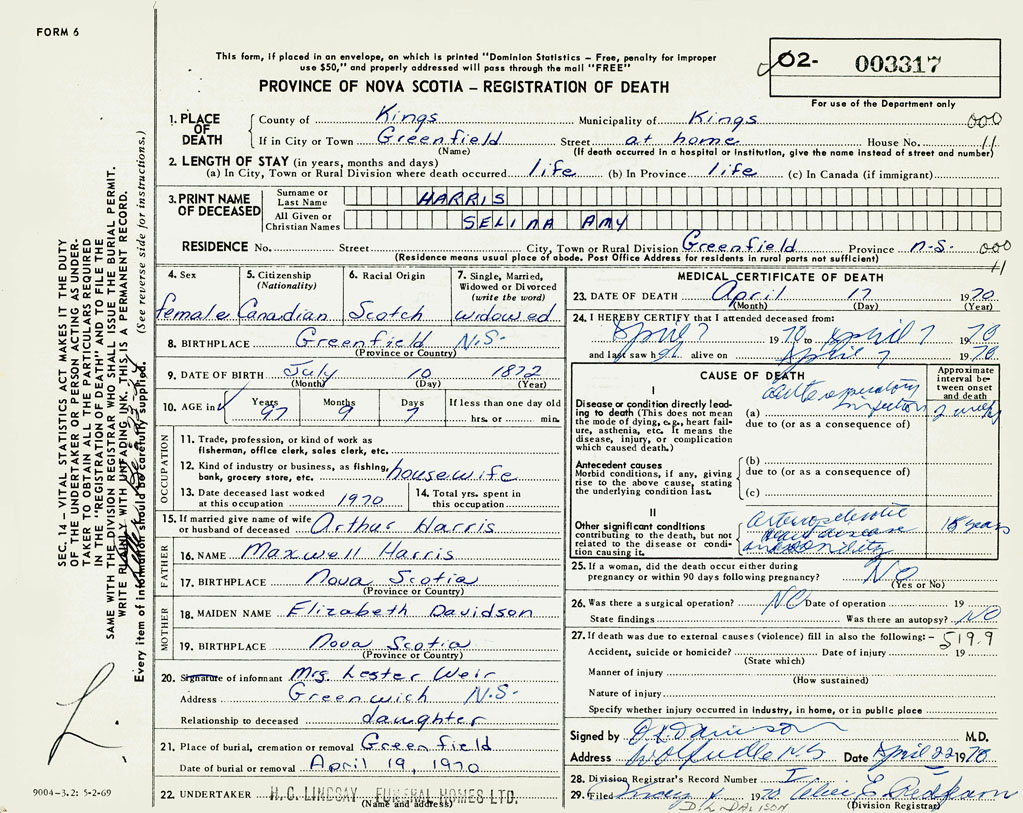 FORM 6
This form, if placed in an envelope, on which is printed "Dominion Statistics – Free, penalty for improper
use $50," and properly addressed will pass through the mail "FREE"
PROVINCE OF NOVA SCOTIA – REGISTRATION OF DEATH
02- 003317
For use of the Department only
1. PLACE OF DEATH
County of Kings Municipality of Kings 000
If in City or Town Greenfield Street at home House No. 11
(Name) (If death occurred in a hospital or institution, give the name instead of street and number)
2. LENGTH OF STAY (in years, months and days)
(a) In City, Town or Rural Division where death occurred life (b) In Province life (c) In Canada (if immigrant)
3. PRINT NAME OF DECEASED
Surname or Last Name HARRIS
All Given or Christian Names SELINA AMY
RESIDENCE No. Street City, Town or Rural Division Greenfield Province N.S. 000
(Residence means usual place of abode. Post Office Address for residents in rural parts not sufficient) 11
4. Sex
female
5. Citizenship
(Nationality)
Canadian
6. Racial Origin
Scotch
7. Single, Married,
Widowed or Divorced
(write the word)
widowed
8. BIRTHPLACE Greenfield N.S.
(Province or Country)
9. DATE OF BIRTH July 10 1872
(Month) (Day) (Year)
10. AGE in Years Months Days If less than one day old
97 9 7 hrs. or min.
OCCUPATION
11. Trade, profession, or kind of work as
fisherman, office clerk, sales clerk, etc.
12. Kind of industry or business, as fishing,
bank, grocery store, etc. housewife
13. Date deceased last worked
at this occupation 1970
14. Total yrs. spent in
this occupation
15. If married give name of wife
or husband of deceased Arthur Harris
FATHER
16. NAME Maxwell Harris
17. BIRTHPLACE Nova Scotia
(Province or Country)
MOTHER
18. MAIDEN NAME Elizabeth Davidson
19. BIRTHPLACE Nova Scotia
(Province or Country)
20. Signature of informant Mrs Lester Weir
Address Greenwich N.S.
Relationship to deceased daughter
21. Place of burial, cremation or removal Greenfield
Date of burial or removal April 19, 1970
22. UNDERTAKER H. C. LINDSAY FUNERAL HOMES LTD.
(Name and address)
MEDICAL CERTIFICATE OF DEATH
23. DATE OF DEATH April 17 1970
(Month) (Day) (Year)
24. I HEREBY CERTIFY that I attended deceased from:
April 7 1970 to April 7 1970
and last saw her alive on April 7 1970
CAUSE OF DEATH
Approximate interval between onset and death
I
Disease or condition directly leading to death (This does not mean the mode of dying, e.g., heart failure, asthenia, etc. It means the disease, injury, or complication which caused death.)
(a) Acute respiratory infection 2 weeks
due to (or as a consequence of)
Antecedent causes
Morbid conditions, if any, giving rise to the above cause, stating the underlying condition last.
(b)
due to (or as a consequence of)
(c)
II
Other significant conditions contributing to the death, but not related to the disease or condition causing it.
Arteriosclerotic heart disease and senility 15 years
25. If a woman, did the death occur either during
pregnancy or within 90 days following pregnancy? NO
(Yes or No)
26. Was there a surgical operation? NO Date of operation 19
State findings Was there an autopsy? NO
27. If death was due to external causes (violence) fill in also the following: – 519.9
Accident, suicide or homicide? Date of injury 19
(State which)
Manner of injury
(How sustained)
Nature of injury
Specify whether injury occurred in industry, in home, or in public place
Signed by M.D.
Address Wolfville N S Date April 22 1970
28. Division Registrar's Record Number I
29. Filed 1970
(Division Registrar)
D. L. DAVISON
SEC. 14 – VITAL STATISTICS ACT MAKES IT THE DUTY
OF THE UNDERTAKER OR PERSON ACTING AS UNDER-
TAKER TO OBTAIN ALL THE PARTICULARS REQUIRED
IN THE "REGISTRATION OF DEATH" AND TO FILE THE
SAME WITH THE DIVISION REGISTRAR WHO SHALL ISSUE THE BURIAL PERMIT.
WRITE PLAINLY WITH UNFADING INK. THIS IS A PERMANENT RECORD.
Every item of information should be carefully supplied. (See reverse side for instructions.)
L.
9004–3.2: 5-2-69